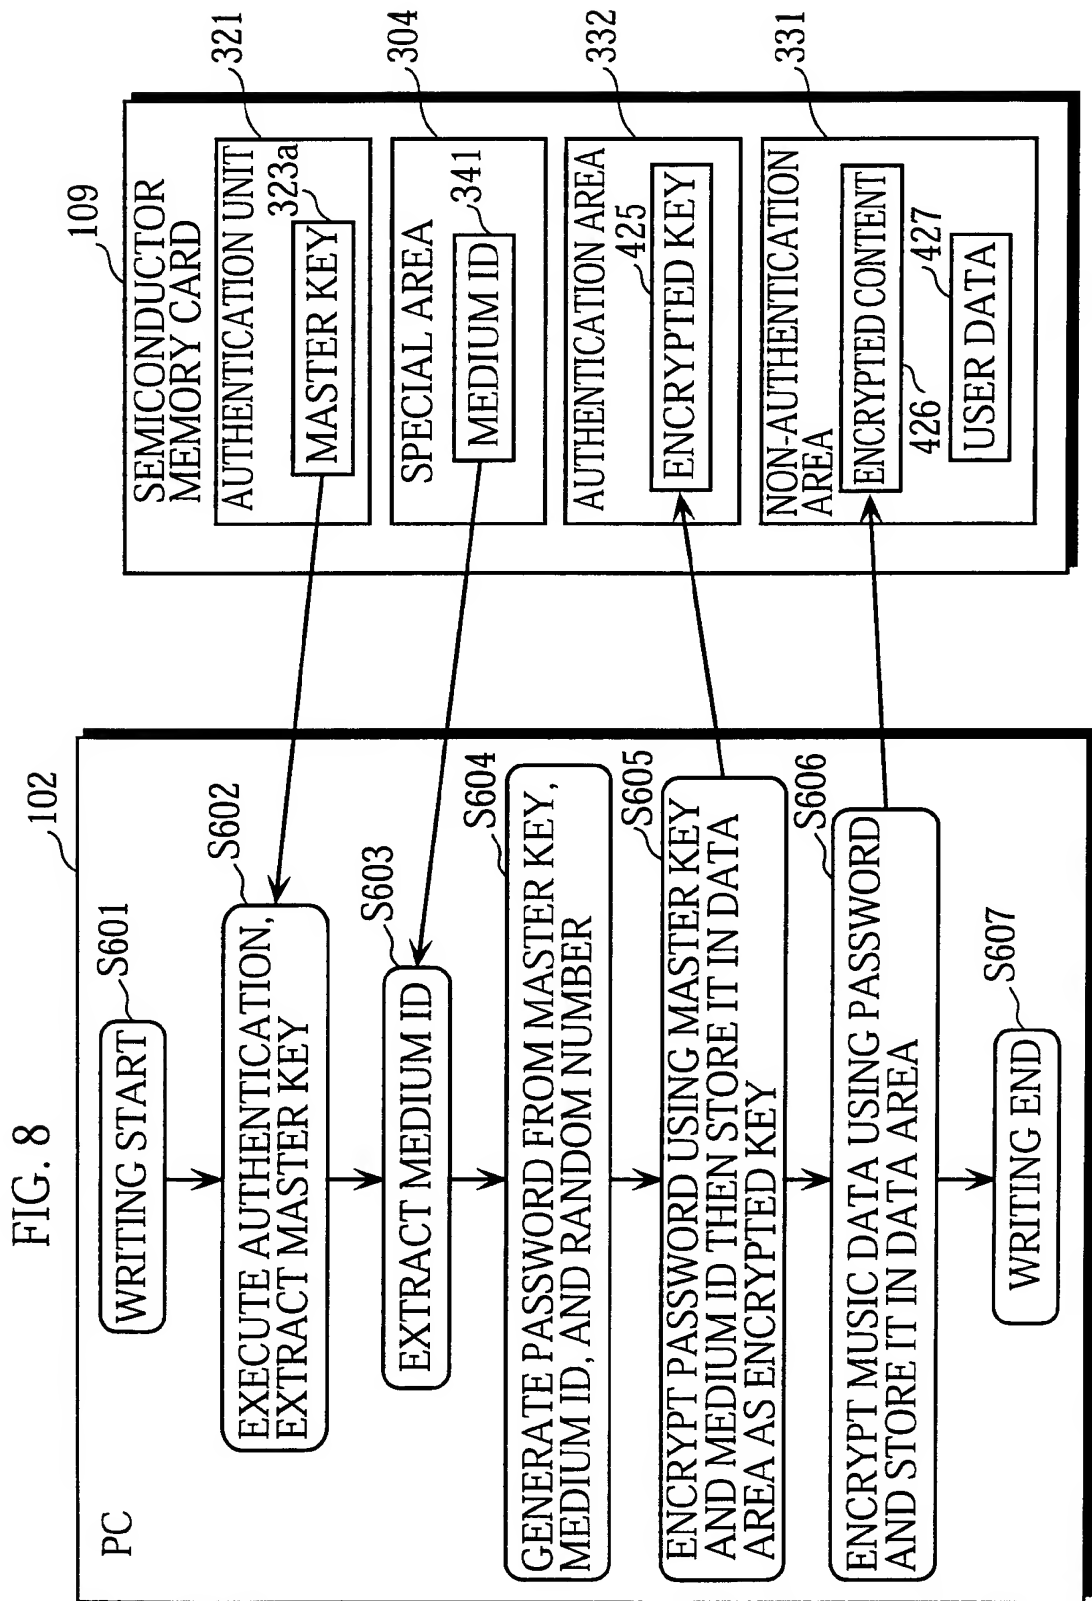 FIG. 8
PC
102
WRITING START
S601
EXECUTE AUTHENTICATION,
EXTRACT MASTER KEY
S602
EXTRACT MEDIUM ID
S603
GENERATE PASSWORD FROM MASTER KEY,
MEDIUM ID, AND RANDOM NUMBER
S604
ENCRYPT PASSWORD USING MASTER KEY
AND MEDIUM ID THEN STORE IT IN DATA
AREA AS ENCRYPTED KEY
S605
ENCRYPT MUSIC DATA USING PASSWORD
AND STORE IT IN DATA AREA
S606
WRITING END
S607
109
SEMICONDUCTOR
MEMORY CARD
AUTHENTICATION UNIT
321
323a
MASTER KEY
SPECIAL AREA
304
341
MEDIUM ID
AUTHENTICATION AREA
332
425
ENCRYPTED KEY
NON-AUTHENTICATION
AREA
331
ENCRYPTED CONTENT
426
427
USER DATA